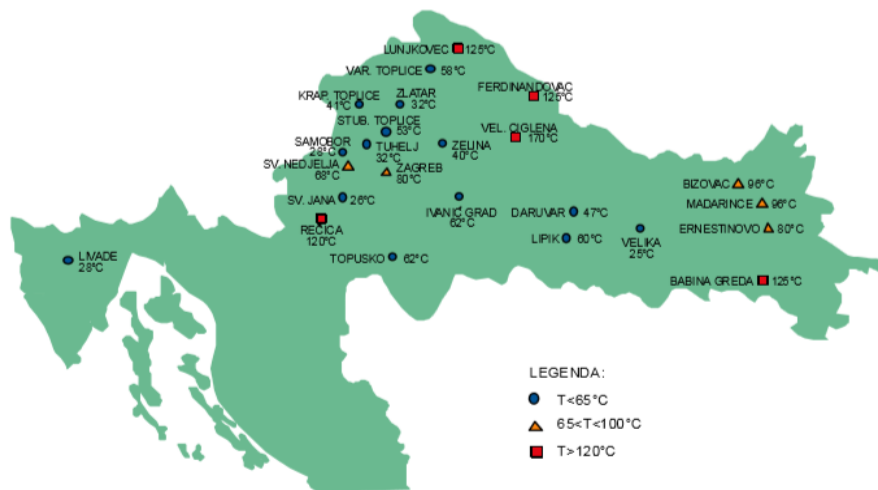 LUNJKOVEC 125°C
VAR. TOPLICE 58°C
KRAP. TOPLICE
41°C
ZLATAR
32°C
FERDINANDOVAC
125°C
STUB. TOPLICE
53°C
VEL. CIGLENA
170°C
SAMOBOR
28°C
TUHELJ
32°C
ZELINA
40°C
SV. NEDJELJA
68°C
ZAGREB
80°C
BIZOVAC 96°C
MADARINCE 96°C
SV. JANA 26°C
IVANIĆ GRAD
62°C
DARUVAR 47°C
REČICA
120°C
LIPIK 60°C
VELIKA
25°C
ERNESTINOVO 80°C
LIVADE
28°C
TOPUSKO 62°C
BABINA GREDA 125°C
LEGENDA:
T<65°C
65<T<100°C
T>120°C